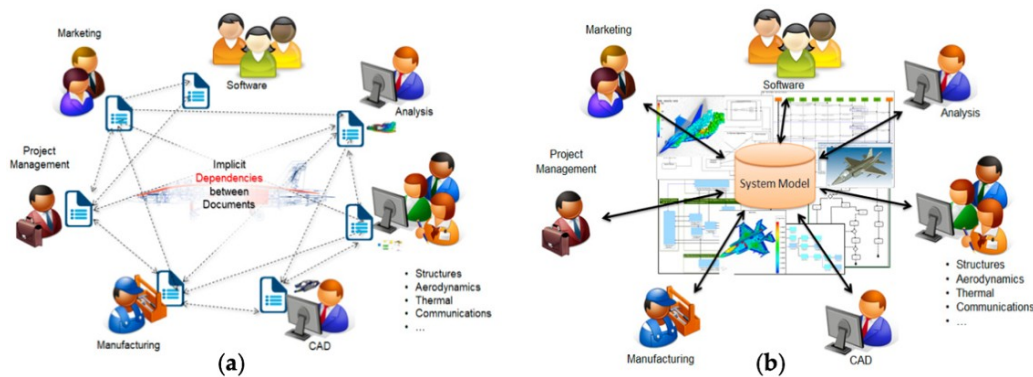 Marketing
Software
Analysis
Project
Management
Implicit
Dependencies
between
Documents
• Structures
• Aerodynamics
• Thermal
• Communications
• ...
Manufacturing
CAD
(a)
Marketing
Software
Analysis
Project
Management
System Model
• Structures
• Aerodynamics
• Thermal
• Communications
• ...
Manufacturing
CAD
(b)